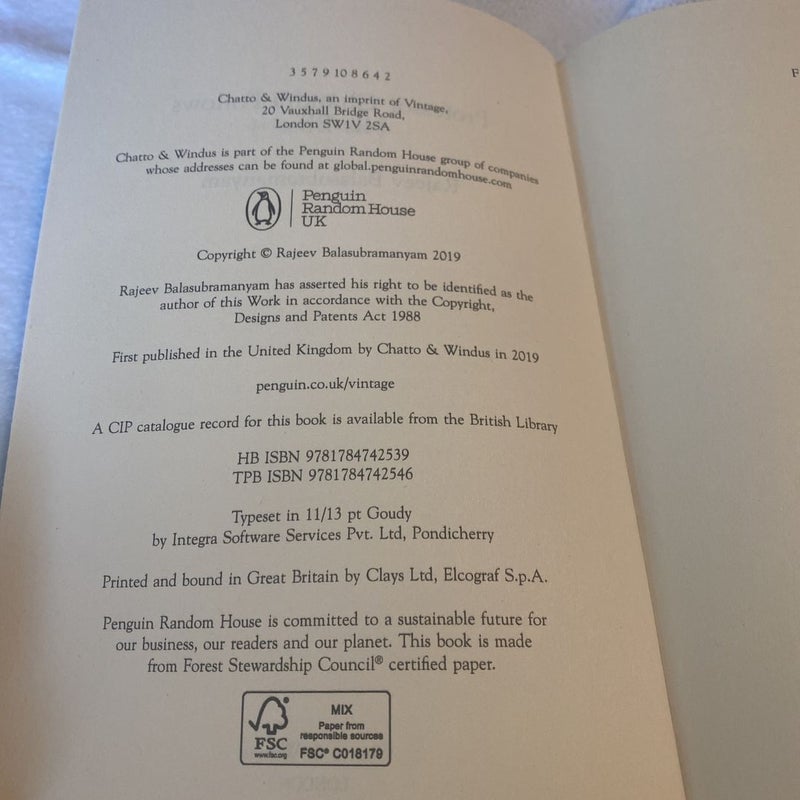 3 5 7 9 10 8 6 4 2
Chatto & Windus, an imprint of Vintage,
20 Vauxhall Bridge Road,
London SW1V 2SA
Chatto & Windus is part of the Penguin Random House group of companies
whose addresses can be found at global.penguinrandomhouse.com
Penguin
Random House
UK
Copyright © Rajeev Balasubramanyam 2019
Rajeev Balasubramanyam has asserted his right to be identified as the
author of this Work in accordance with the Copyright,
Designs and Patents Act 1988
First published in the United Kingdom by Chatto & Windus in 2019
penguin.co.uk/vintage
A CIP catalogue record for this book is available from the British Library
HB ISBN 9781784742539
TPB ISBN 9781784742546
Typeset in 11/13 pt Goudy
by Integra Software Services Pvt. Ltd, Pondicherry
Printed and bound in Great Britain by Clays Ltd, Elcograf S.p.A.
Penguin Random House is committed to a sustainable future for
our business, our readers and our planet. This book is made
from Forest Stewardship Council® certified paper.
FSC
www.fsc.org
MIX
Paper from
responsible sources
FSC® C018179
F